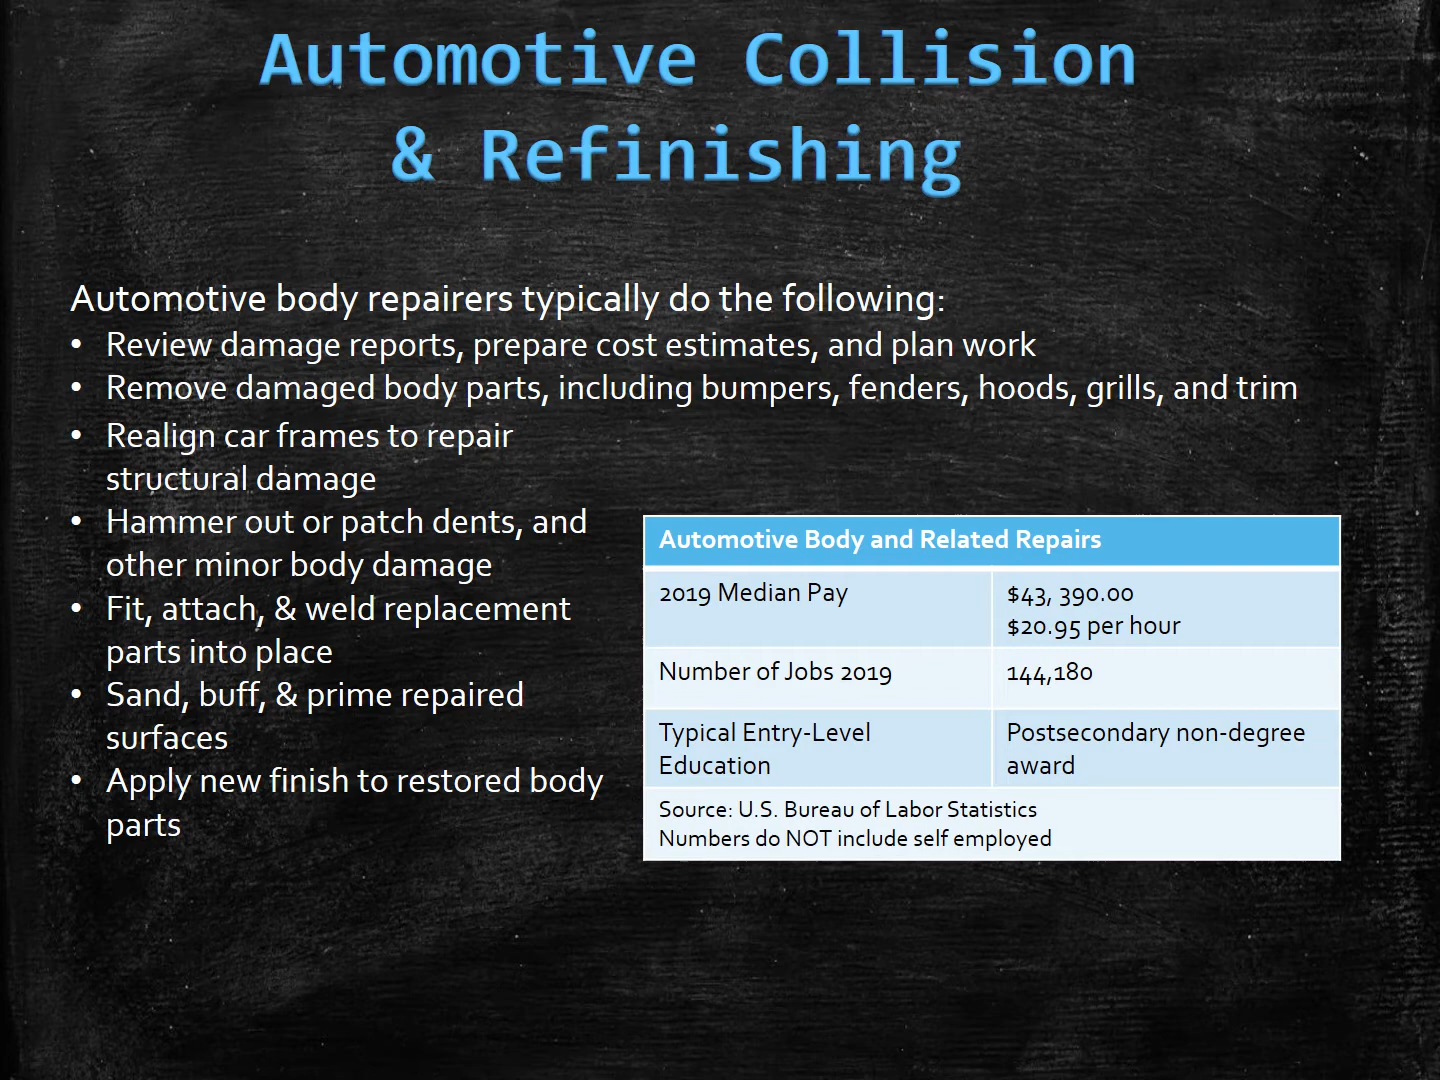 Automotive Collision
& Refinishing
Automotive body repairers typically do the following:
• Review damage reports, prepare cost estimates, and plan work
• Remove damaged body parts, including bumpers, fenders, hoods, grills, and trim
• Realign car frames to repair
structural damage
• Hammer out or patch dents, and
other minor body damage
• Fit, attach, & weld replacement
parts into place
• Sand, buff, & prime repaired
surfaces
• Apply new finish to restored body
parts
Automotive Body and Related Repairs
2019 Median Pay
$43, 390.00
$20.95 per hour
Number of Jobs 2019
144,180
Typical Entry-Level
Education
Postsecondary non-degree
award
Source: U.S. Bureau of Labor Statistics
Numbers do NOT include self employed